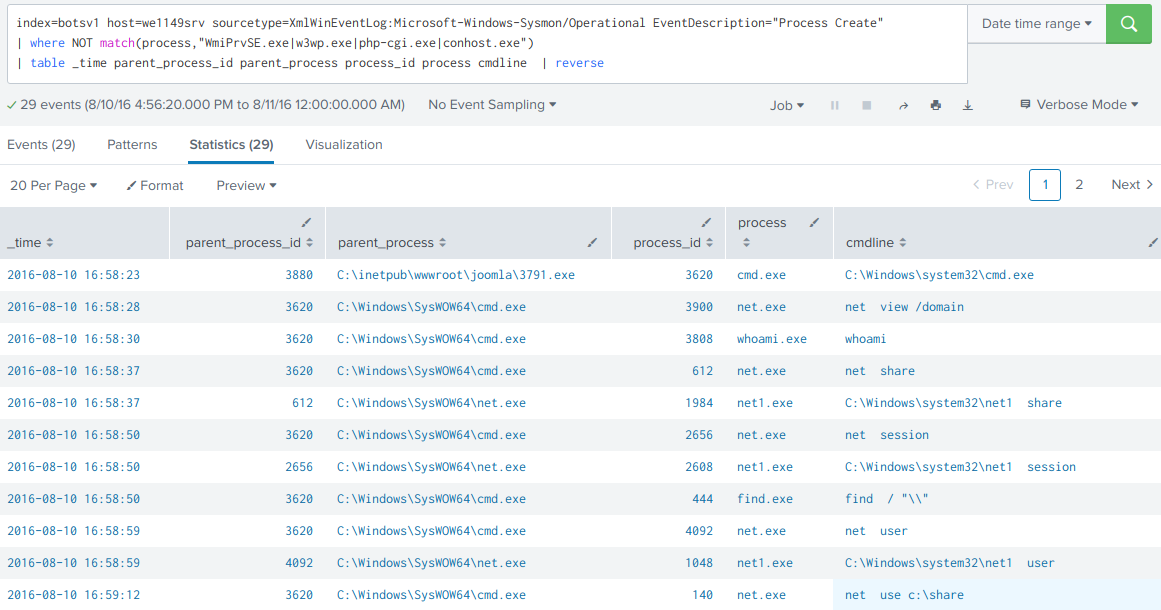 index=botsv1 host=we1149srv sourcetype=XmlWinEventLog:Microsoft-Windows-Sysmon/Operational EventDescription="Process Create"
| where NOT match(process,"WmiPrvSE.exe|w3wp.exe|php-cgi.exe|conhost.exe")
| table _time parent_process_id parent_process process_id process cmdline | reverse
Date time range
29 events (8/10/16 4:56:20.000 PM to 8/11/16 12:00:00.000 AM) No Event Sampling Job Verbose Mode
Events (29) Patterns Statistics (29) Visualization
20 Per Page Format Preview Prev 1 2 Next
_time parent_process_id parent_process process_id process cmdline
2016-08-10 16:58:23 3880 C:\inetpub\wwwroot\joomla\3791.exe 3620 cmd.exe C:\Windows\system32\cmd.exe
2016-08-10 16:58:28 3620 C:\Windows\SysWOW64\cmd.exe 3900 net.exe net view /domain
2016-08-10 16:58:30 3620 C:\Windows\SysWOW64\cmd.exe 3808 whoami.exe whoami
2016-08-10 16:58:37 3620 C:\Windows\SysWOW64\cmd.exe 612 net.exe net share
2016-08-10 16:58:37 612 C:\Windows\SysWOW64\net.exe 1984 net1.exe C:\Windows\system32\net1 share
2016-08-10 16:58:50 3620 C:\Windows\SysWOW64\cmd.exe 2656 net.exe net session
2016-08-10 16:58:50 2656 C:\Windows\SysWOW64\net.exe 2608 net1.exe C:\Windows\system32\net1 session
2016-08-10 16:58:50 3620 C:\Windows\SysWOW64\cmd.exe 444 find.exe find / "\\"
2016-08-10 16:58:59 3620 C:\Windows\SysWOW64\cmd.exe 4092 net.exe net user
2016-08-10 16:58:59 4092 C:\Windows\SysWOW64\net.exe 1048 net1.exe C:\Windows\system32\net1 user
2016-08-10 16:59:12 3620 C:\Windows\SysWOW64\cmd.exe 140 net.exe net use c:\share